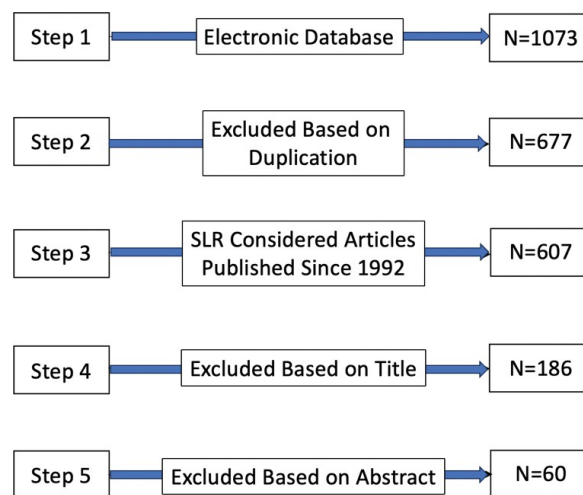 Step 1
Electronic Database
N=1073
Step 2
Excluded Based on
Duplication
N=677
Step 3
SLR Considered Articles
Published Since 1992
N=607
Step 4
Excluded Based on Title
N=186
Step 5
Excluded Based on Abstract
N=60